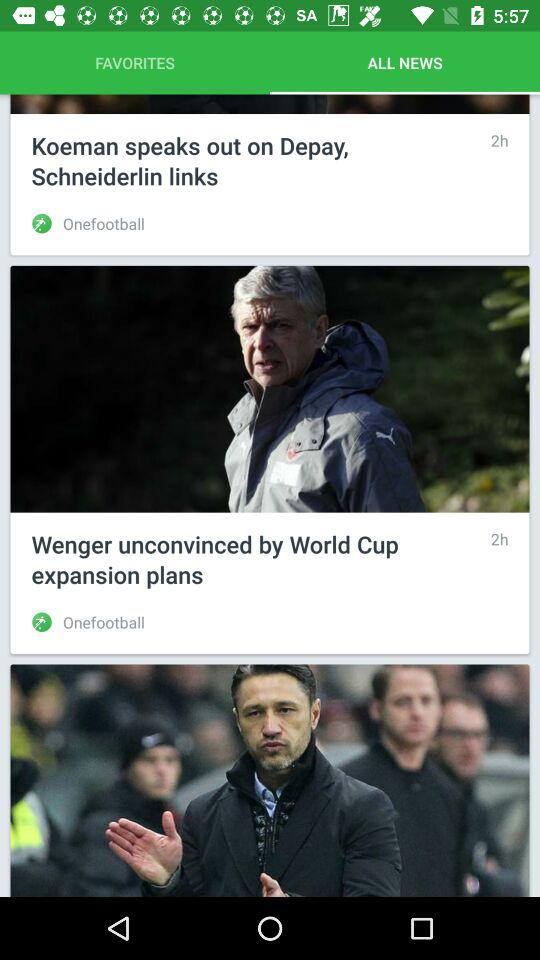 SA 5:57
FAVORITES ALL NEWS
Koeman speaks out on Depay, 2h
Schneiderlin links
Onefootball
Wenger unconvinced by World Cup 2h
expansion plans
Onefootball